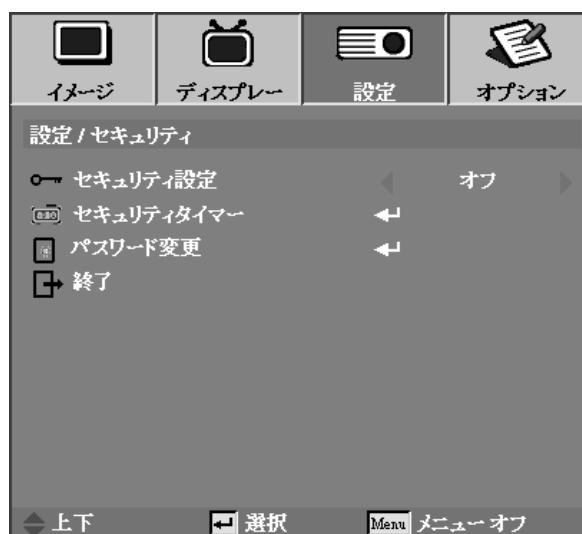 イメージ ディスプレー 設定 オプション
設定 / セキュリティ
セキュリティ設定 オフ
セキュリティタイマー
パスワード変更
終了
上下 選択 Menu メニュー オフ